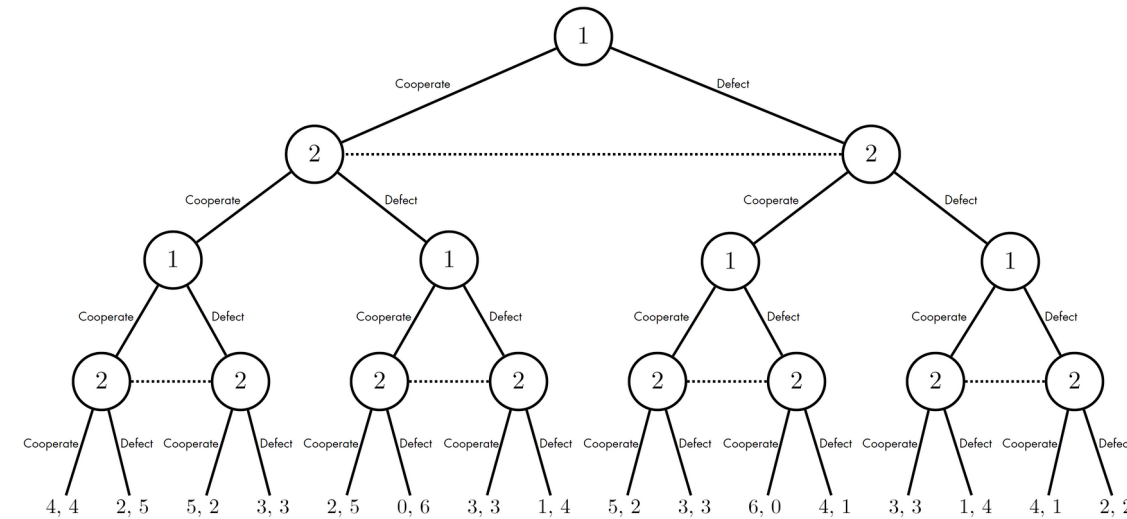 1
Cooperate Defect
2 2
Cooperate Defect Cooperate Defect
1 1 1 1
Cooperate Defect Cooperate Defect Cooperate Defect Cooperate Defect
2 2 2 2 2 2 2 2
Cooperate Defect Cooperate Defect Cooperate Defect Cooperate Defect Cooperate Defect Cooperate Defect Cooperate Defect Cooperate Defec
4, 4 2, 5 5, 2 3, 3 2, 5 0, 6 3, 3 1, 4 5, 2 3, 3 6, 0 4, 1 3, 3 1, 4 4, 1 2, 2